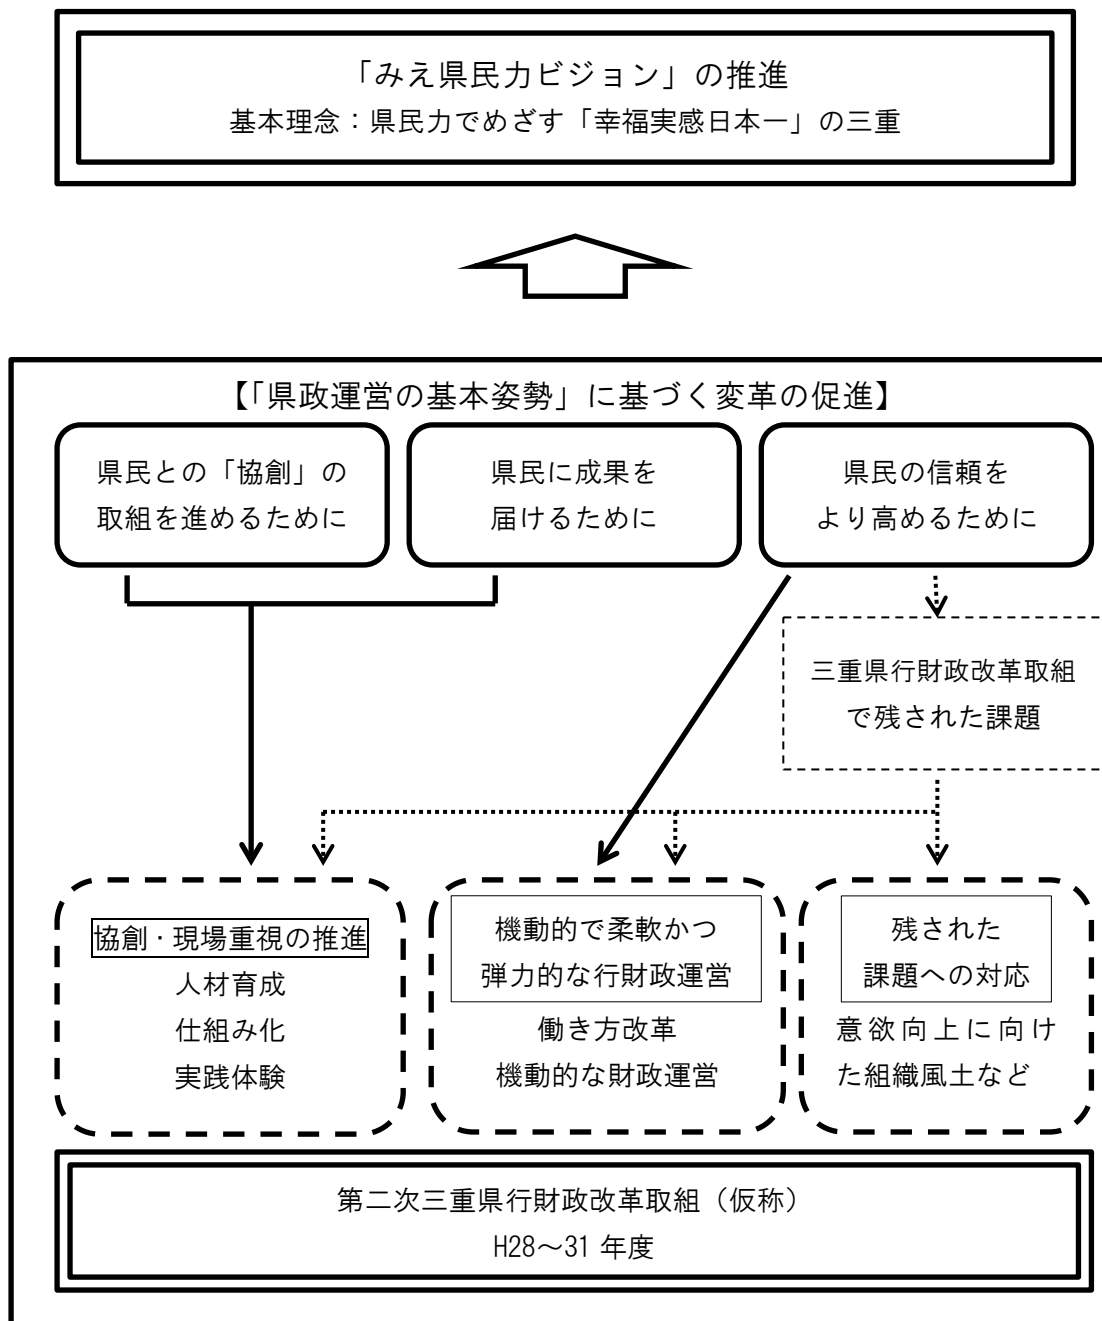 「みえ県民力ビジョン」の推進
基本理念：県民力でめざす「幸福実感日本一」の三重
【「県政運営の基本姿勢」に基づく変革の促進】
県民との「協創」の
取組を進めるために
県民に成果を
届けるために
県民の信頼を
より高めるために
三重県行財政改革取組
で残された課題
協創・現場重視の推進
人材育成
仕組み化
実践体験
機動的で柔軟かつ
弾力的な行財政運営
働き方改革
機動的な財政運営
残された
課題への対応
意欲向上に向け
た組織風土など
第二次三重県行財政改革取組（仮称）
H28～31 年度